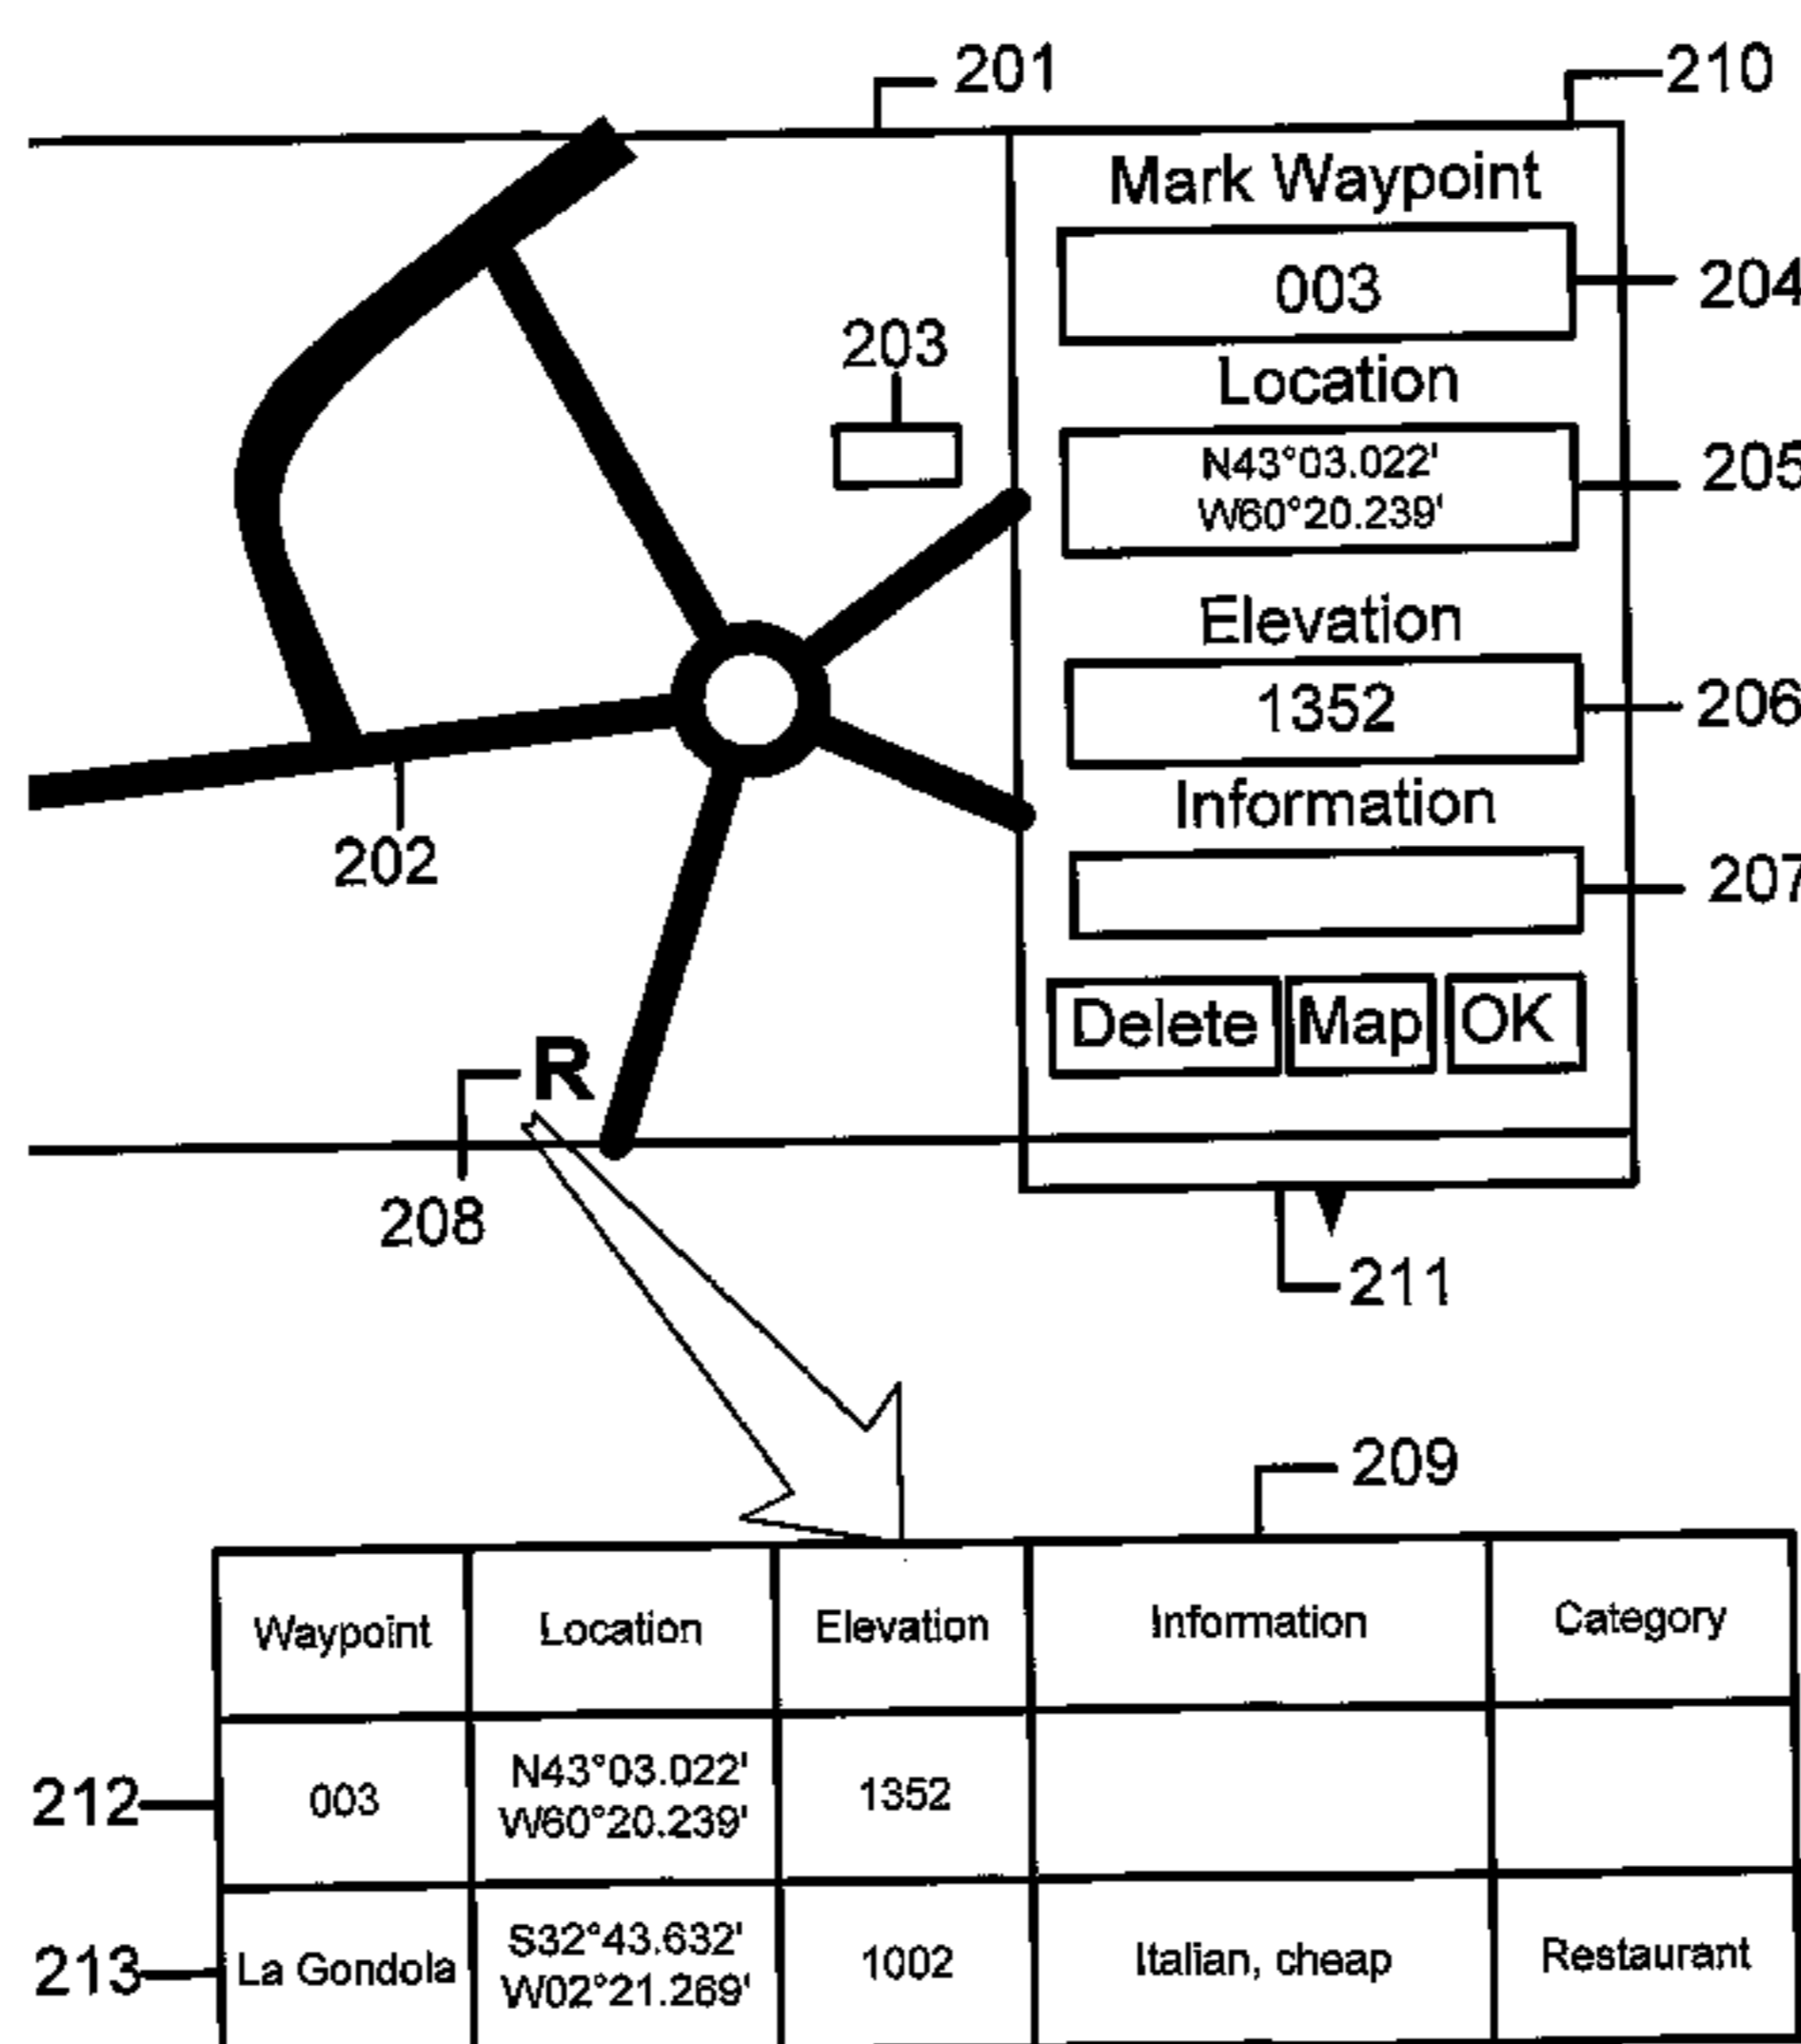 201
210
Mark Waypoint
003
204
203
Location
N43°03.022'
W60°20.239'
205
Elevation
1352
206
Information
202
207
Delete Map OK
R
208
211
209
Waypoint Location Elevation Information Category
212 003 N43°03.022' 1352
W60°20.239'
213 La Gondola S32°43.632' 1002 Italian, cheap Restaurant
W02°21.269'